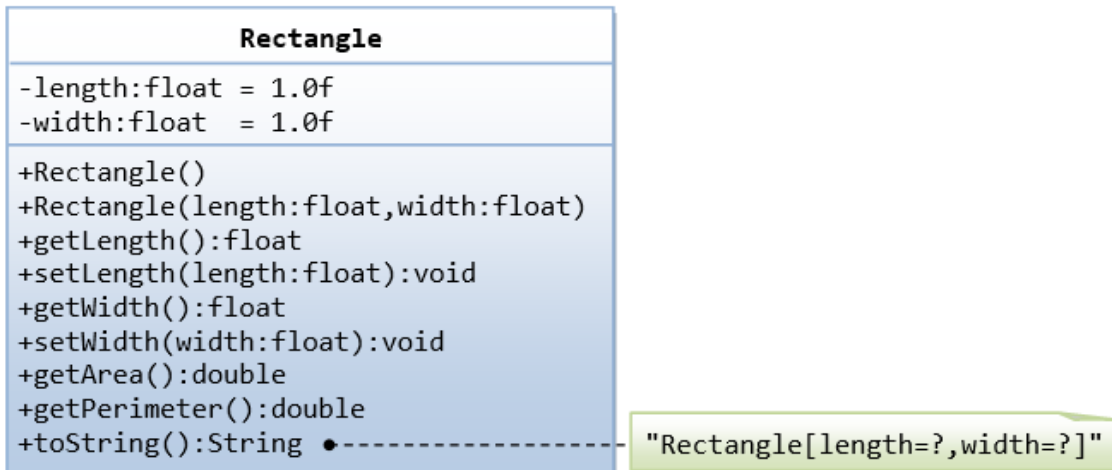 Rectangle
-length:float = 1.0f
-width:float  = 1.0f
+Rectangle()
+Rectangle(length:float,width:float)
+getLength():float
+setLength(length:float):void
+getWidth():float
+setWidth(width:float):void
+getArea():double
+getPerimeter():double
+toString():String
"Rectangle[length=?,width=?]"